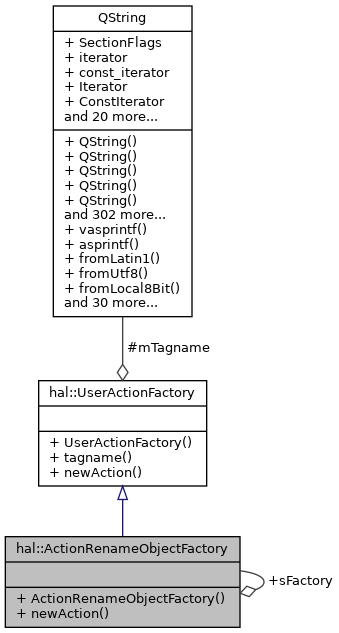 QString
+ SectionFlags
+ iterator
+ const_iterator
+ Iterator
+ ConstIterator
and 20 more...
+ QString()
+ QString()
+ QString()
+ QString()
+ QString()
and 302 more...
+ vasprintf()
+ asprintf()
+ fromLatin1()
+ fromUtf8()
+ fromLocal8Bit()
and 30 more...
#mTagname
hal::UserActionFactory
+ UserActionFactory()
+ tagname()
+ newAction()
hal::ActionRenameObjectFactory
+sFactory
+ ActionRenameObjectFactory()
+ newAction()